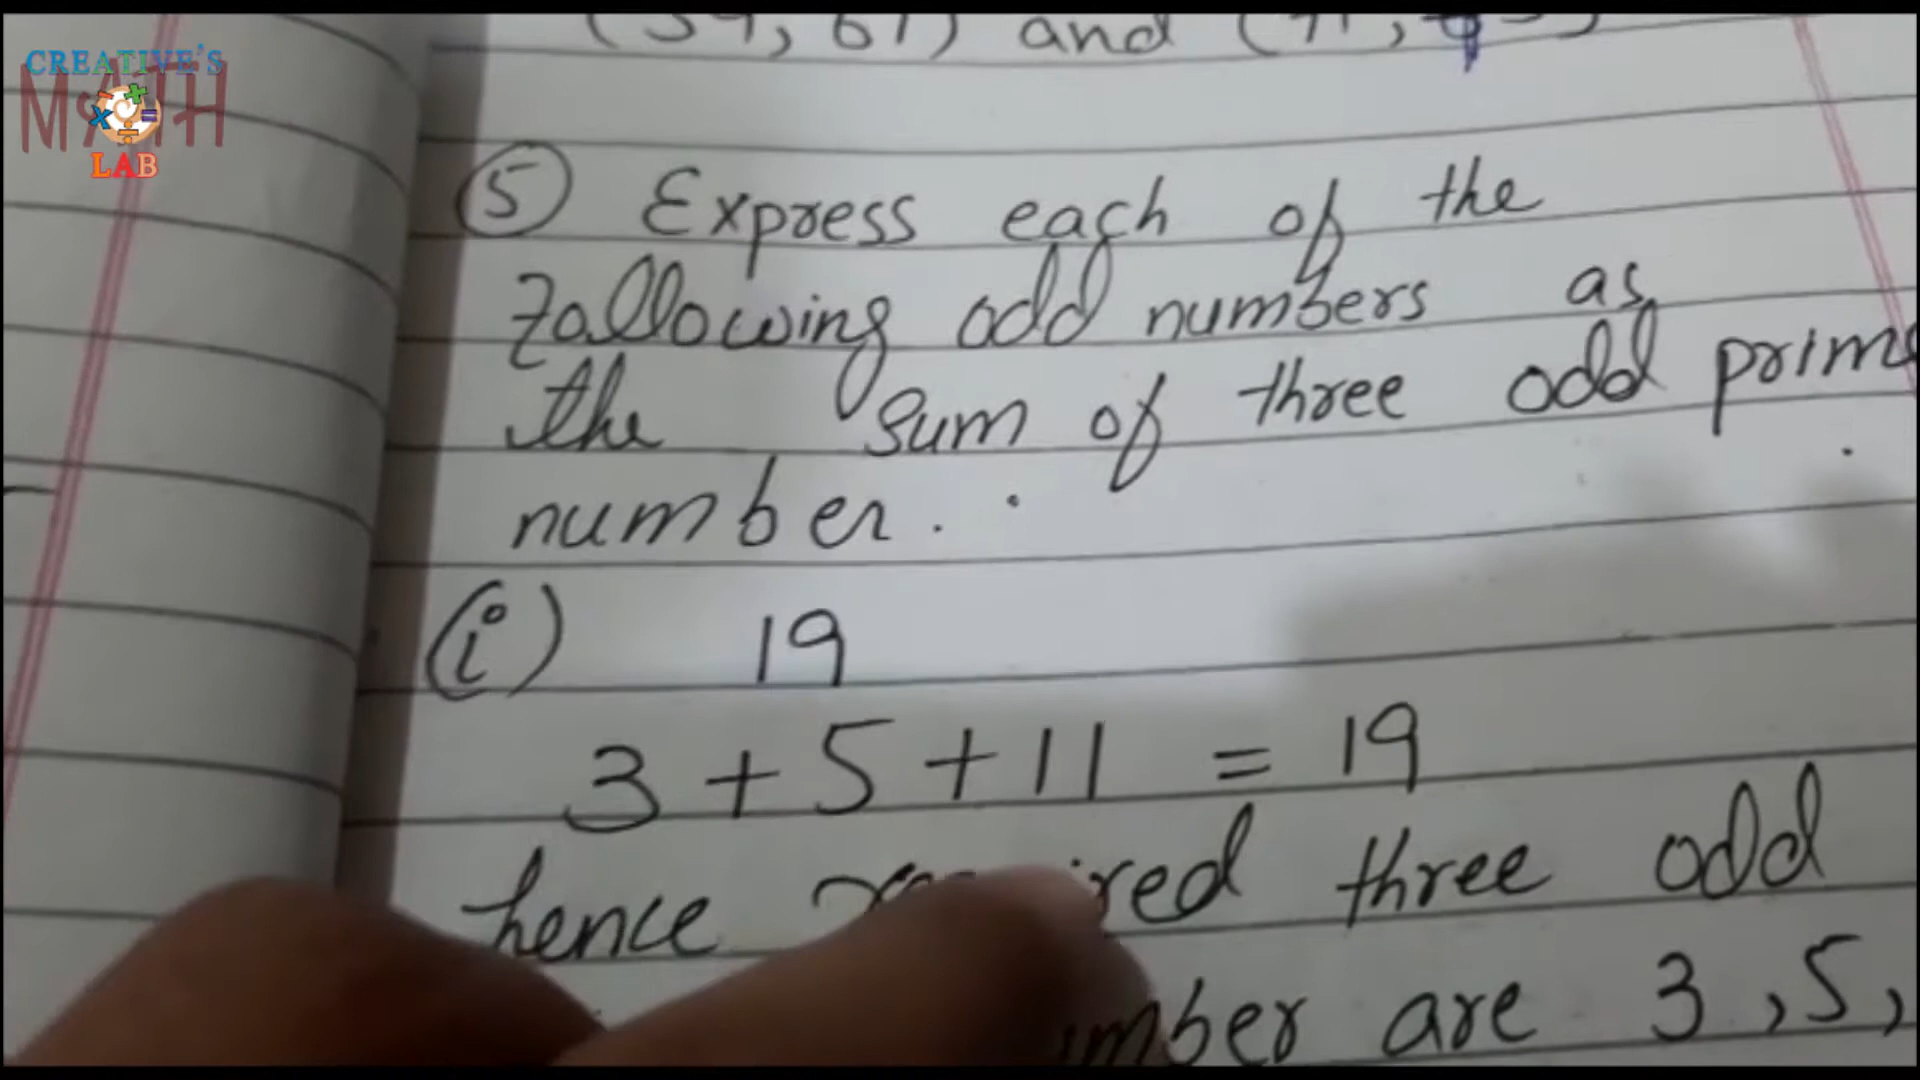 CREATIVE'S
MATH
LAB
and
⑤ Express each of the
following odd numbers as
the sum of three odd prime
number.
(i) 19
3 + 5 + 11 = 19
hence three odd
are 3, 5,